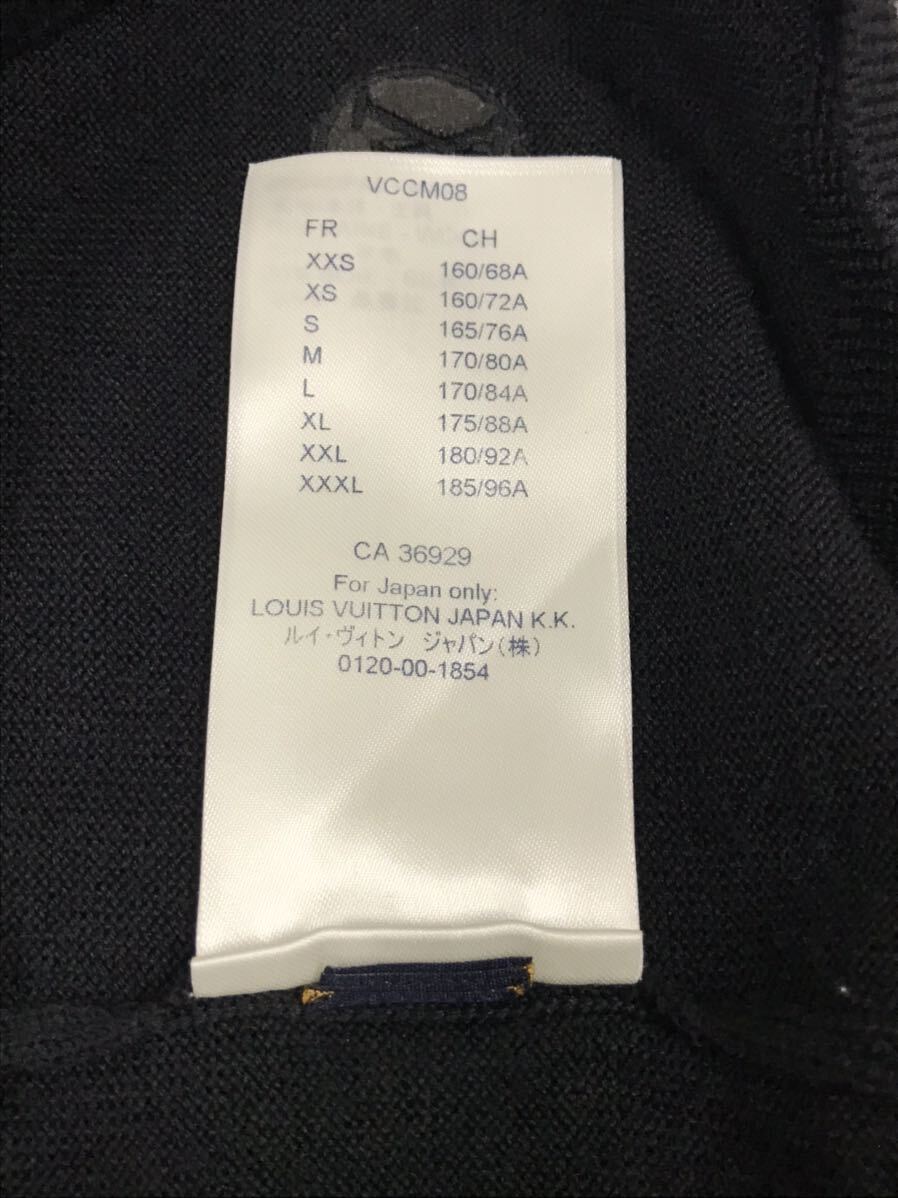 VCCM08
FR CH
XXS 160/68A
XS 160/72A
S 165/76A
M 170/80A
L 170/84A
XL 175/88A
XXL 180/92A
XXXL 185/96A
CA 36929
For Japan only:
LOUIS VUITTON JAPAN K.K.
ルイ・ヴィトン ジャパン(株)
0120-00-1854